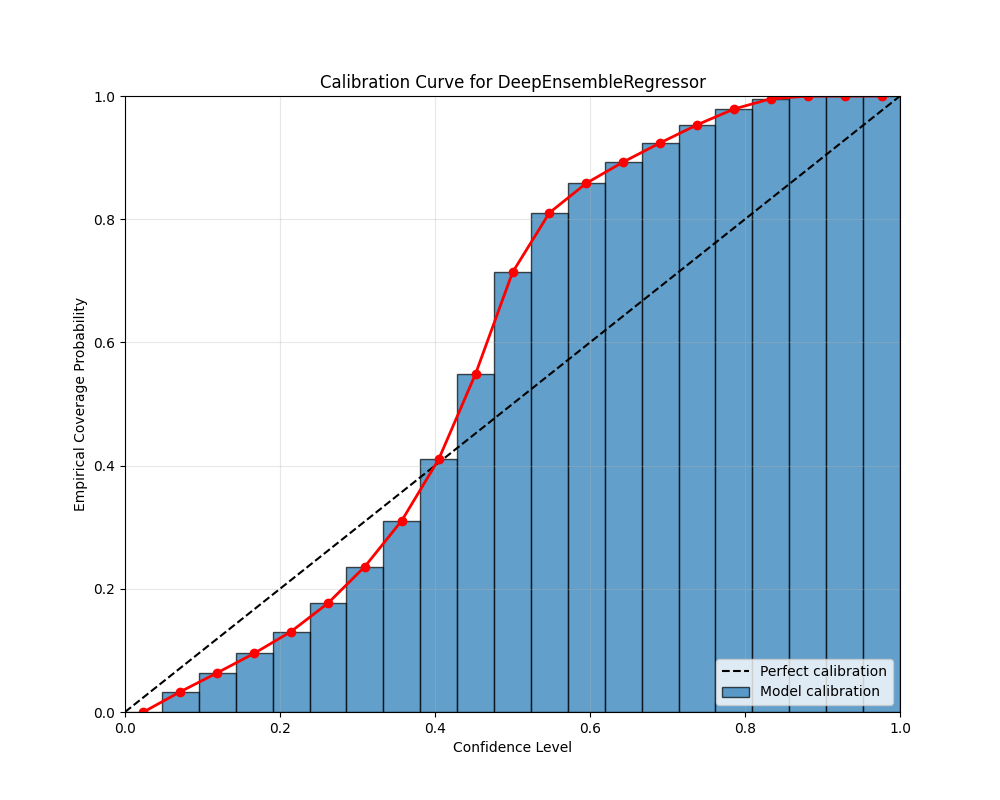 Calibration Curve for DeepEnsembleRegressor
1.0
0.8
0.6
0.4
0.2
0.0
Empirical Coverage Probability
0.0 0.2 0.4 0.6 0.8 1.0
Confidence Level
Perfect calibration
Model calibration